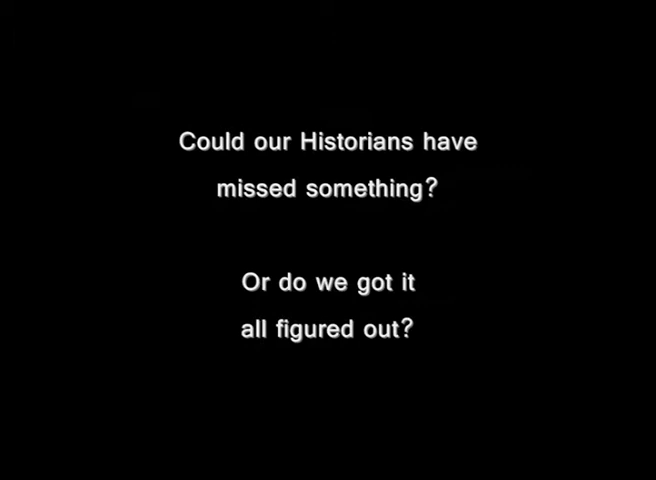 Could our Historians have
missed something?
Or do we got it
all figured out?